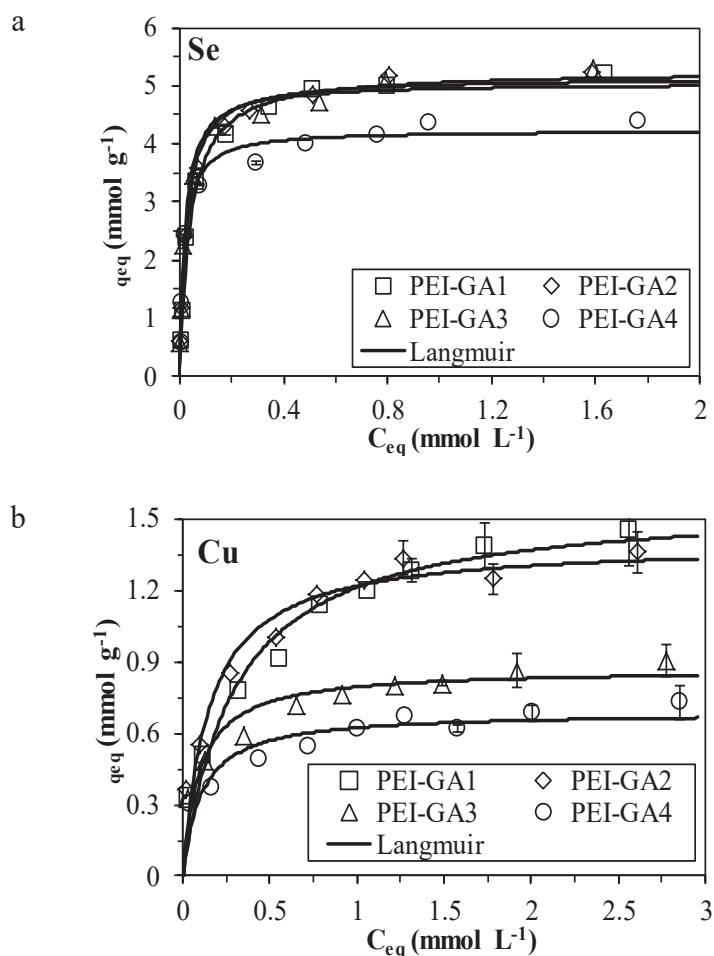 a
Se
6
5
4
3
2
1
0
qeq (mmol g-1)
PEI-GA1 PEI-GA2
PEI-GA3 PEI-GA4
Langmuir
0 0.4 0.8 1.2 1.6 2
Ceq (mmol L-1)
b
Cu
1.5
1.2
0.9
0.6
0.3
0
qeq (mmol g-1)
PEI-GA1 PEI-GA2
PEI-GA3 PEI-GA4
Langmuir
0 0.5 1 1.5 2 2.5 3
Ceq (mmol L-1)